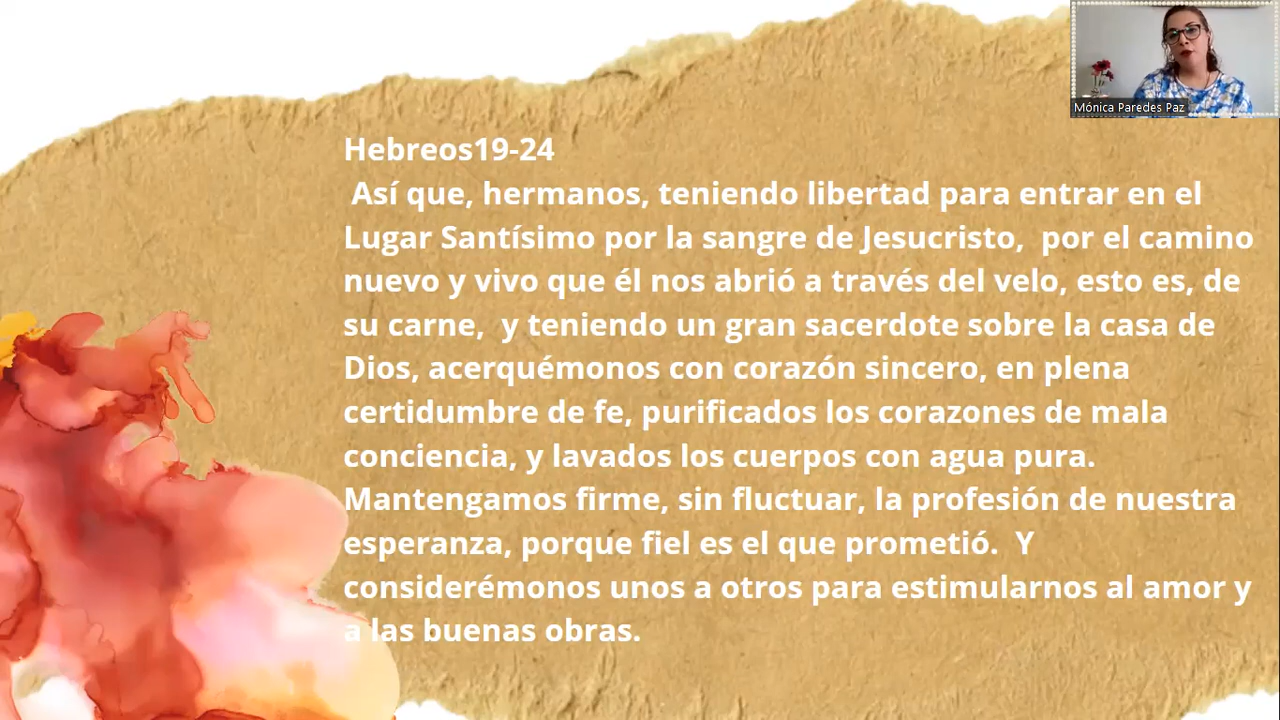 Mónica Paredes Paz
Hebreos19-24
Así que, hermanos, teniendo libertad para entrar en el
Lugar Santísimo por la sangre de Jesucristo, por el camino
nuevo y vivo que él nos abrió a través del velo, esto es, de
su carne, y teniendo un gran sacerdote sobre la casa de
Dios, acerquémonos con corazón sincero, en plena
certidumbre de fe, purificados los corazones de mala
conciencia, y lavados los cuerpos con agua pura.
Mantengamos firme, sin fluctuar, la profesión de nuestra
esperanza, porque fiel es el que prometió. Y
considerémonos unos a otros para estimularnos al amor y
a las buenas obras.